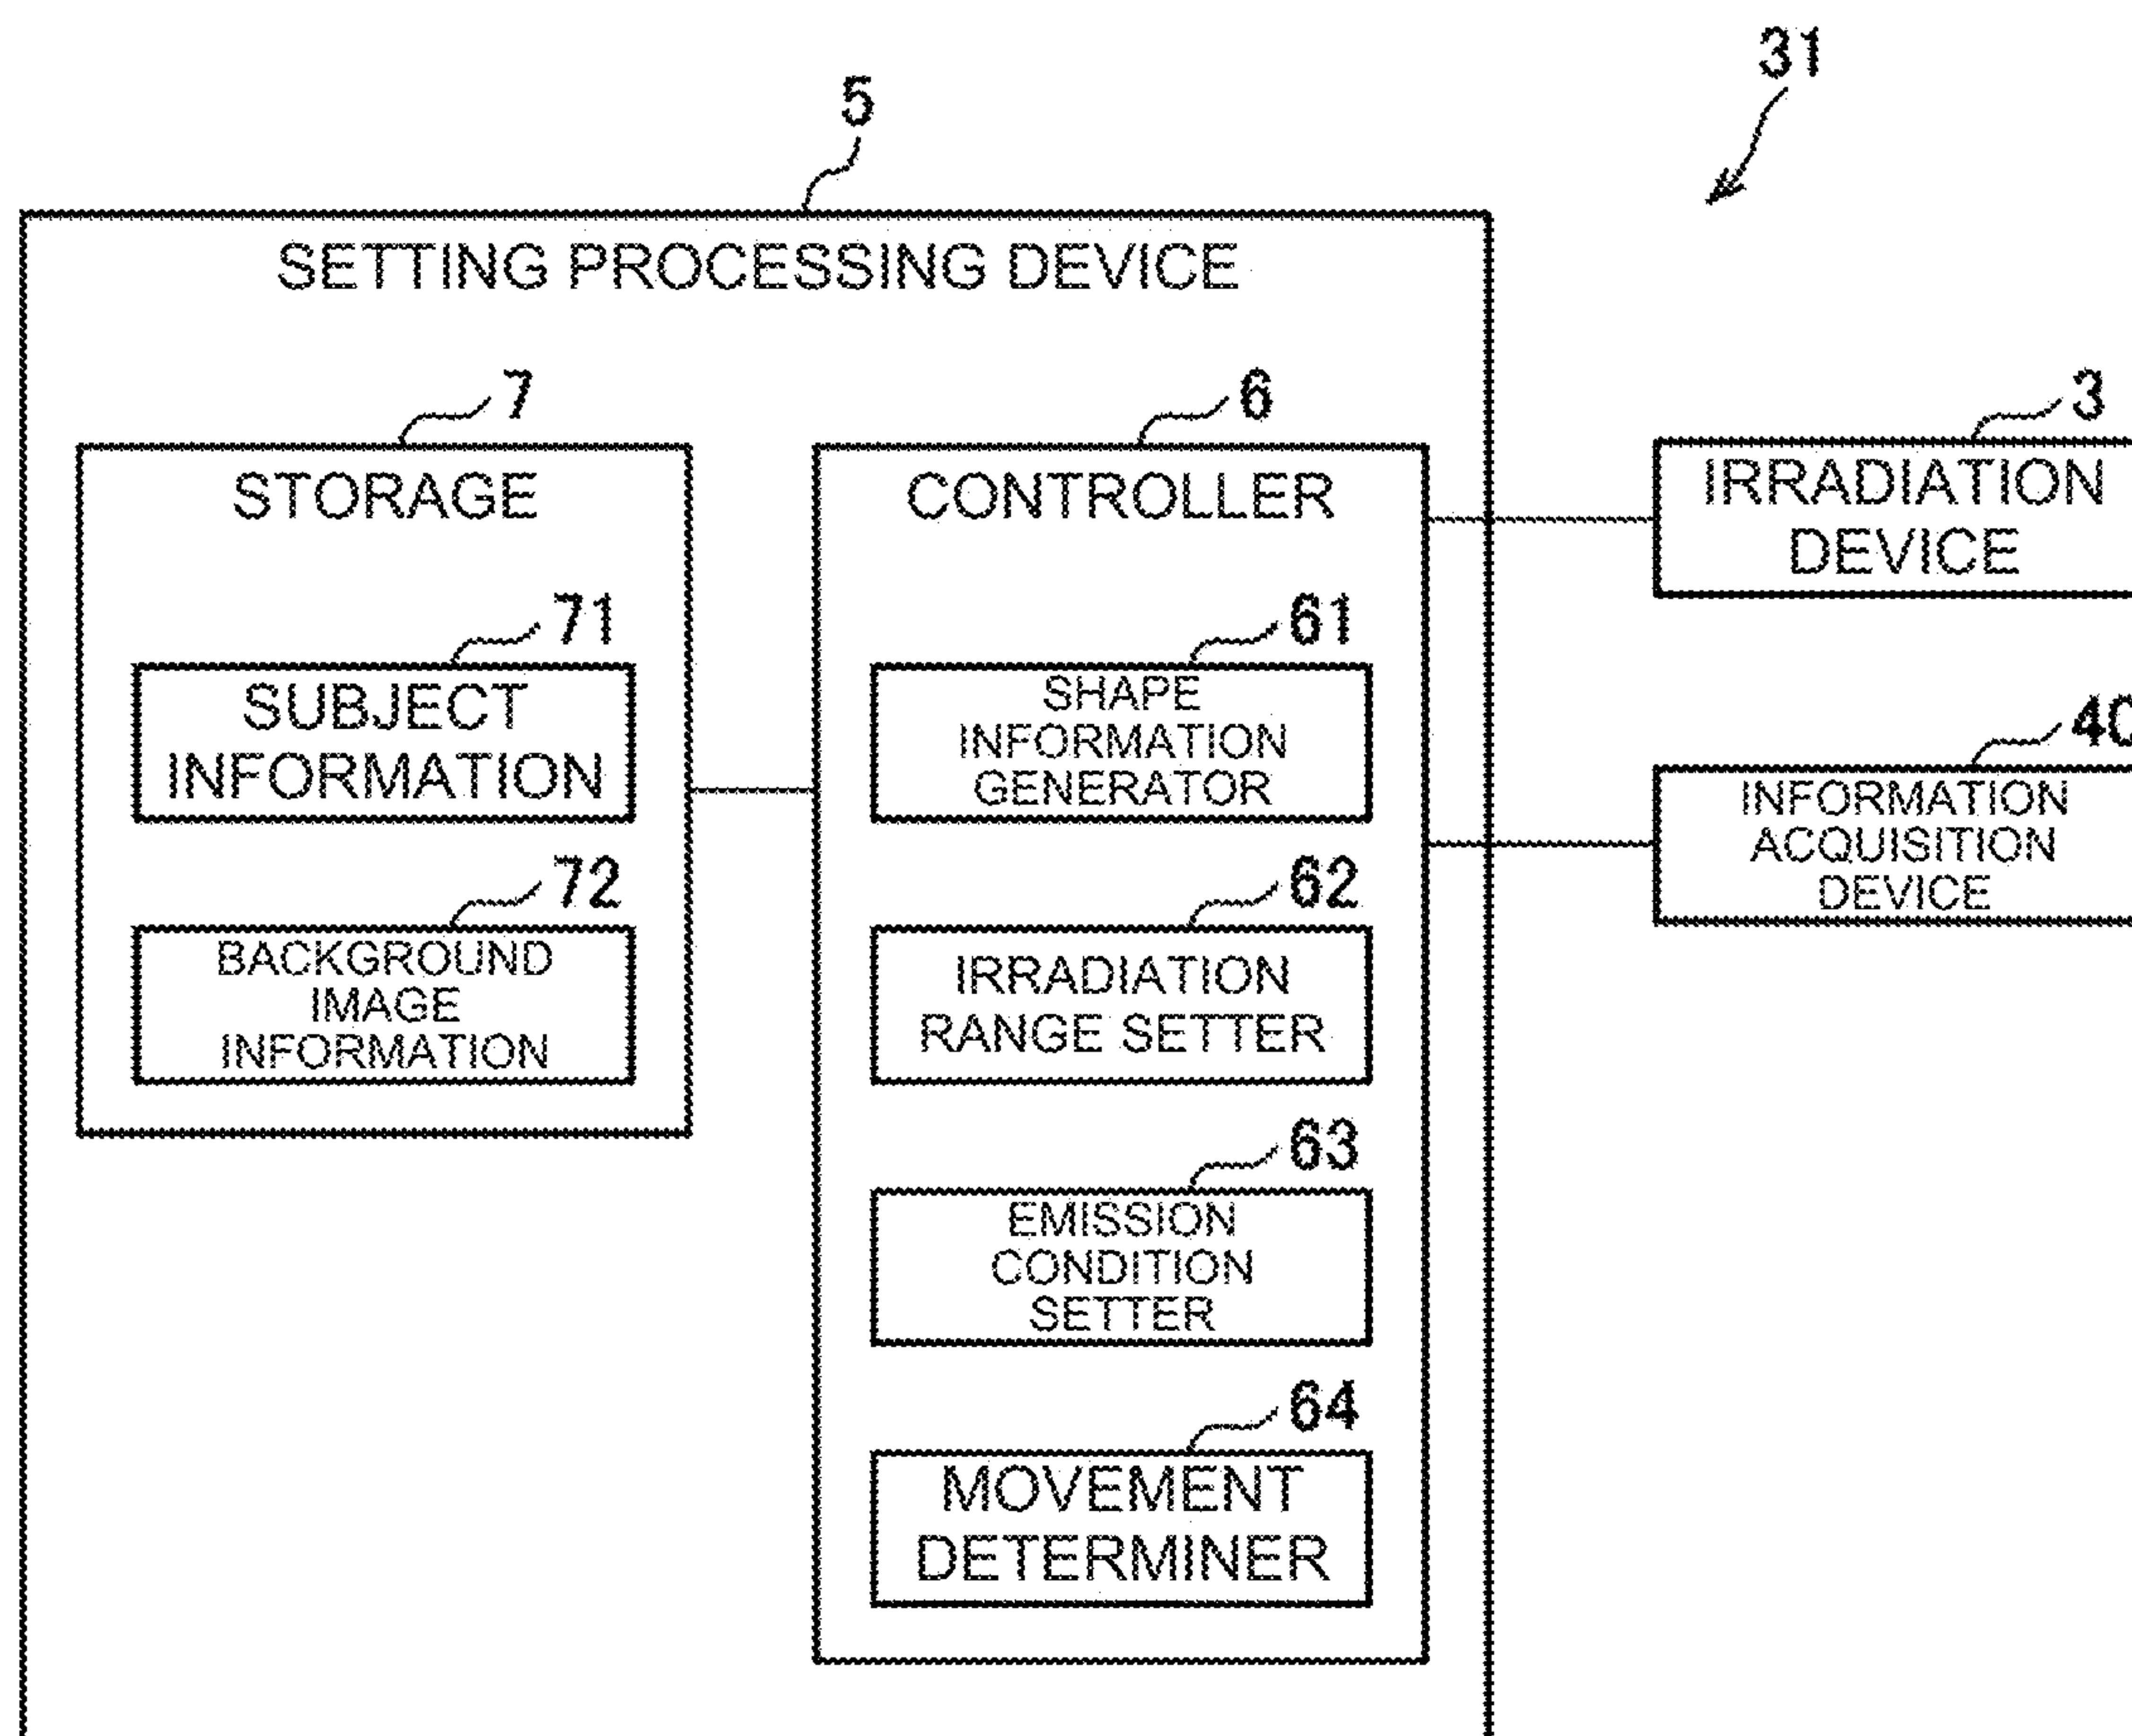 31
5
SETTING PROCESSING DEVICE
7
STORAGE
71
SUBJECT
INFORMATION
72
BACKGROUND
IMAGE
INFORMATION
6
CONTROLLER
61
SHAPE
INFORMATION
GENERATOR
62
IRRADIATION
RANGE SETTER
63
EMISSION
CONDITION
SETTER
64
MOVEMENT
DETERMINER
3
IRRADIATION
DEVICE
40
INFORMATION
ACQUISITION
DEVICE